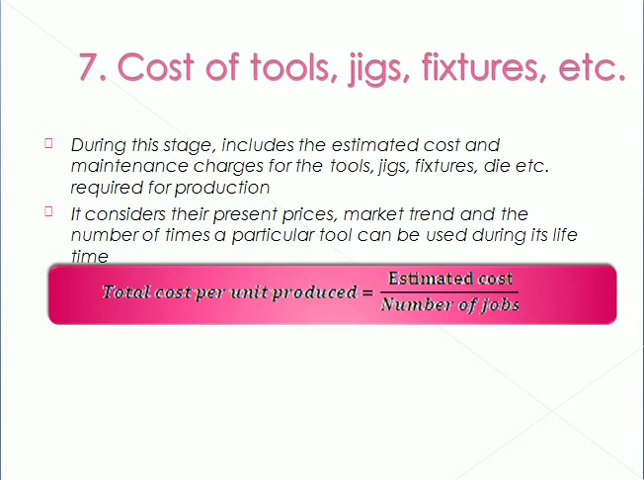 7. Cost of tools, jigs, fixtures, etc.
During this stage, includes the estimated cost and
maintenance charges for the tools, jigs, fixtures, die etc.
required for production
It considers their present prices, market trend and the
number of times a particular tool can be used during its life
time
Total cost per unit produced = Estimated cost / Number of jobs